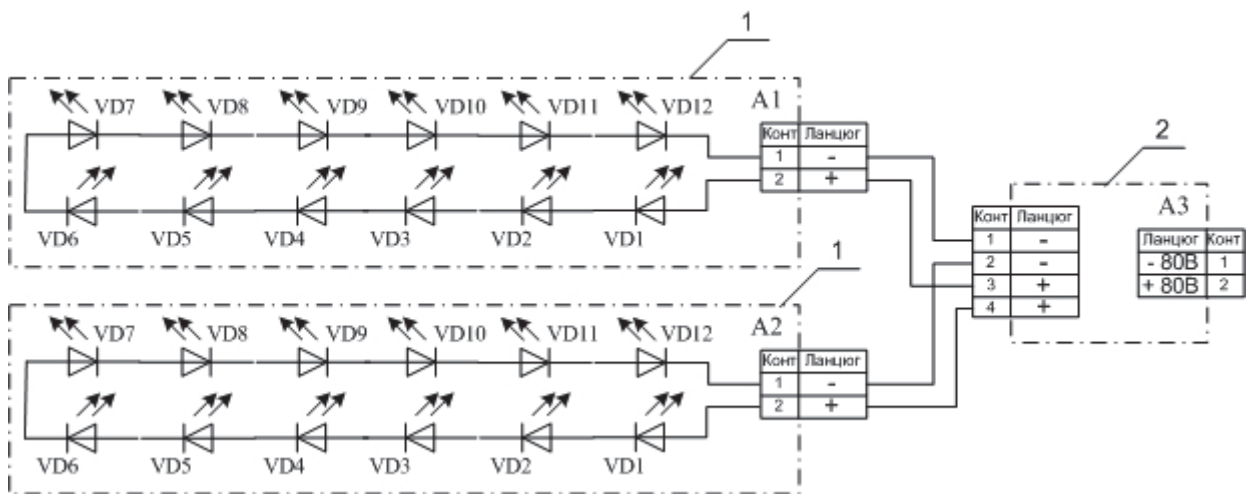 1
VD7 VD8 VD9 VD10 VD11 VD12 A1
Конт Ланцюг
1 -
2 +
VD6 VD5 VD4 VD3 VD2 VD1
2
A3
Конт Ланцюг
1 -
2 -
3 +
4 +
Ланцюг Конт
- 80В 1
+ 80В 2
1
VD7 VD8 VD9 VD10 VD11 VD12 A2
Конт Ланцюг
1 -
2 +
VD6 VD5 VD4 VD3 VD2 VD1